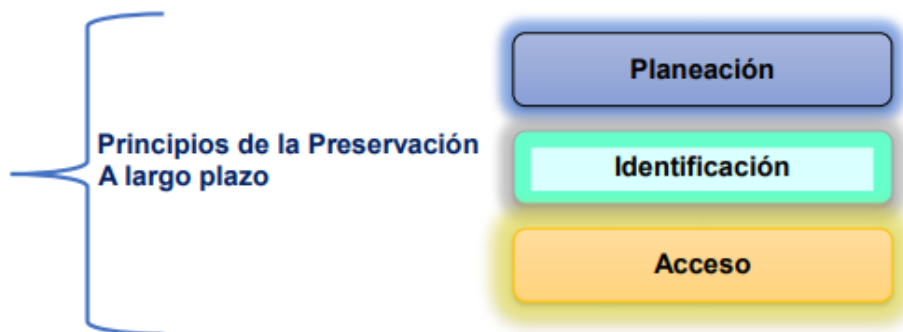 Principios de la Preservación
A largo plazo
Planeación
Identificación
Acceso